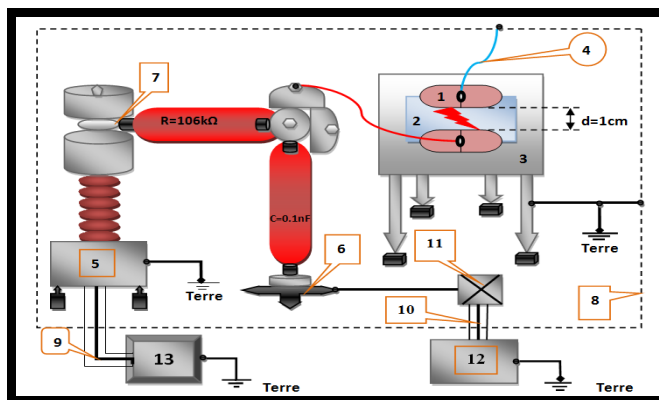 4
7
1
R=106kΩ
2
d=1cm
3
C=0.1nF
11
6
5
Terre
8
Terre
10
9
13
12
Terre
Terre